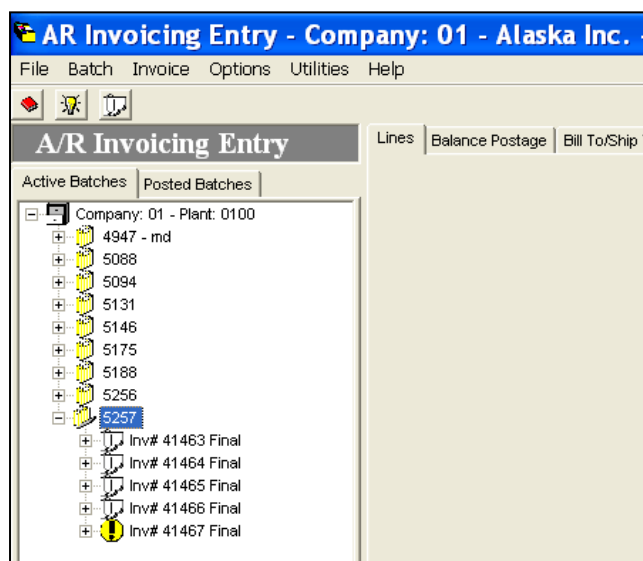 AR Invoicing Entry - Company: 01 - Alaska Inc. -
File Batch Invoice Options Utilities Help
A/R Invoicing Entry
Lines Balance Postage Bill To/Ship
Active Batches Posted Batches
Company: 01 - Plant: 0100
4947 - md
5088
5094
5131
5146
5175
5188
5256
5257
Inv# 41463 Final
Inv# 41464 Final
Inv# 41465 Final
Inv# 41466 Final
Inv# 41467 Final